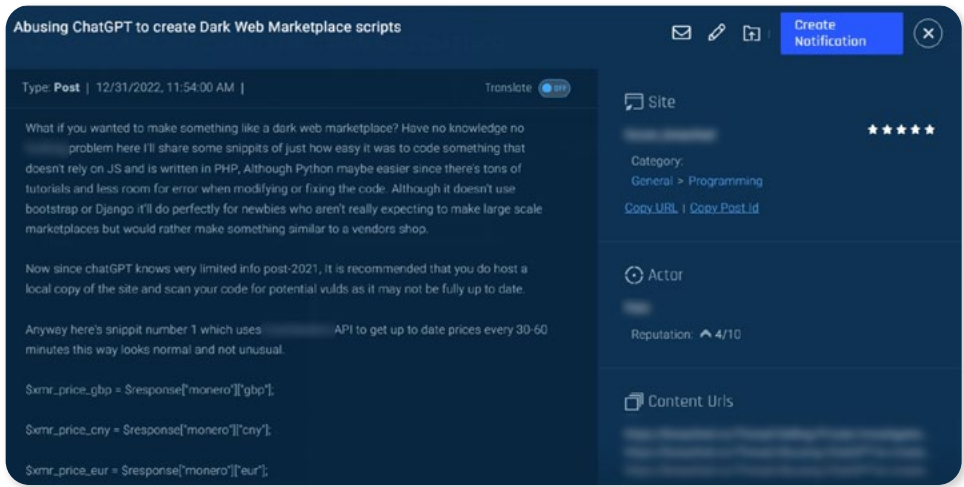 Abusing ChatGPT to create Dark Web Marketplace scripts
Create
Notification
Type: Post | 12/31/2022, 11:54:00 AM |
Translate OFF
What if you wanted to make something like a dark web marketplace? Have no knowledge no
problem here I'll share some snippits of just how easy it was to code something that
doesn't rely on JS and is written in PHP, Although Python maybe easier since there's tons of
tutorials and less room for error when modifying or fixing the code. Although it doesn't use
bootstrap or Django it'll do perfectly for newbies who aren't really expecting to make large scale
marketplaces but would rather make something similar to a vendors shop.
Now since chatGPT knows very limited info post-2021, It is recommended that you do host a
local copy of the site and scan your code for potential vulds as it may not be fully up to date.
Anyway here's snippit number 1 which uses API to get up to date prices every 30-60
minutes this way looks normal and not unusual.
$xmr_price_gbp = $response["monero"]["gbp"];
$xmr_price_cny = $response["monero"]["cny"];
$xmr_price_eur = $response["monero"]["eur"];
Site
Category:
General > Programming
Copy URL | Copy Post Id
Actor
Reputation: 4/10
Content Urls